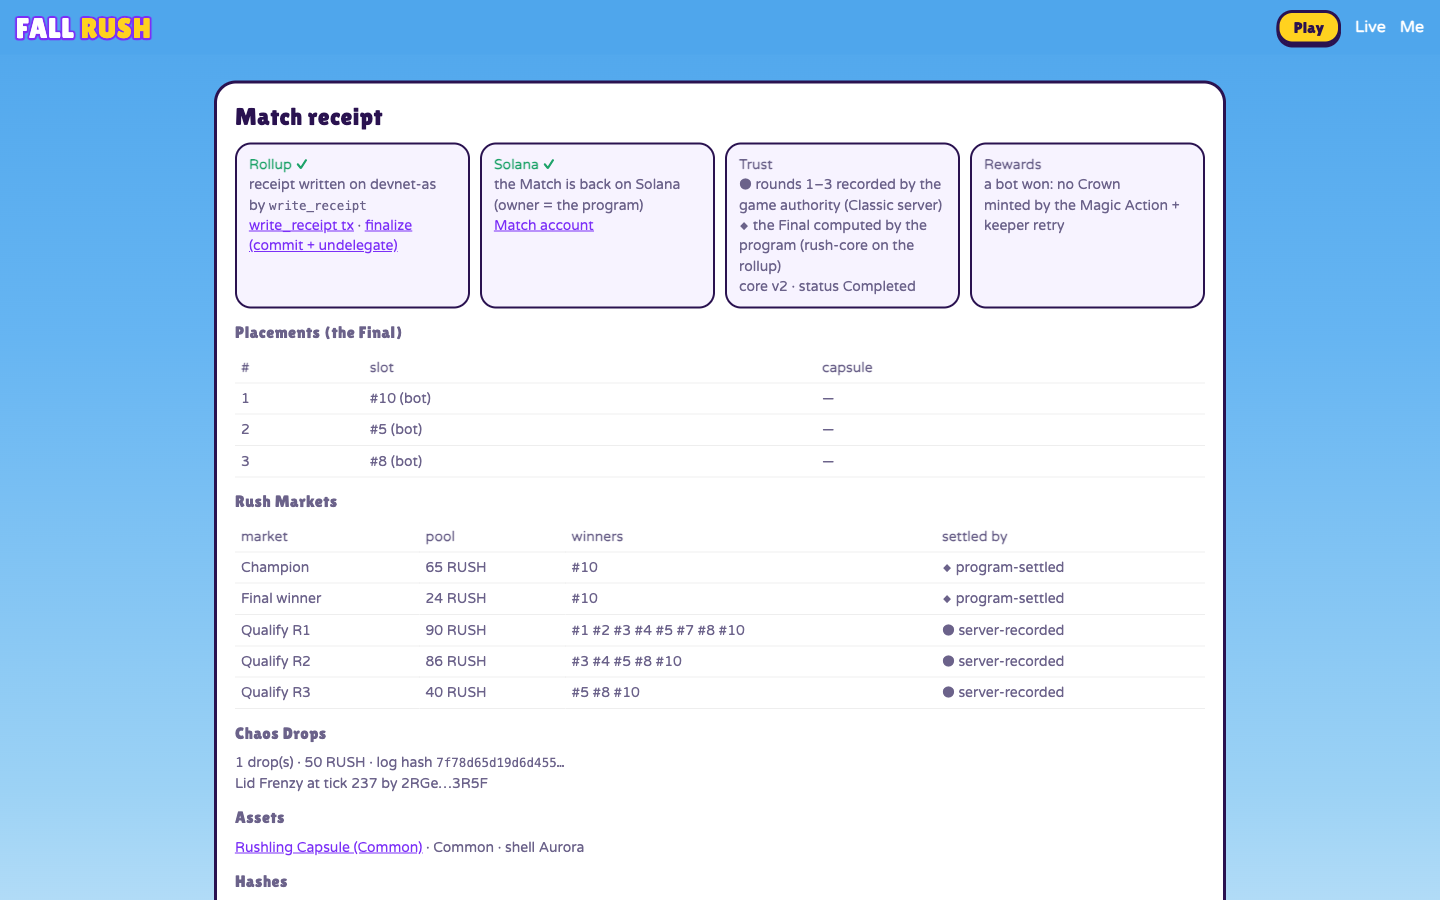 FALL RUSH
Play Live Me
Match receipt
Rollup ✓
receipt written on devnet-as
by write_receipt
write_receipt tx · finalize
(commit + undelegate)
Solana ✓
the Match is back on Solana
(owner = the program)
Match account
Trust
● rounds 1–3 recorded by the
game authority (Classic server)
◆ the Final computed by the
program (rush-core on the
rollup)
core v2 · status Completed
Rewards
a bot won: no Crown
minted by the Magic Action +
keeper retry
Placements (the Final)
# slot capsule
1 #10 (bot) —
2 #5 (bot) —
3 #8 (bot) —
Rush Markets
market pool winners settled by
Champion 65 RUSH #10 ◆ program-settled
Final winner 24 RUSH #10 ◆ program-settled
Qualify R1 90 RUSH #1 #2 #3 #4 #5 #7 #8 #10 ● server-recorded
Qualify R2 86 RUSH #3 #4 #5 #8 #10 ● server-recorded
Qualify R3 40 RUSH #5 #8 #10 ● server-recorded
Chaos Drops
1 drop(s) · 50 RUSH · log hash 7f78d65d19d6d455…
Lid Frenzy at tick 237 by 2RGe…3R5F
Assets
Rushling Capsule (Common) · Common · shell Aurora
Hashes